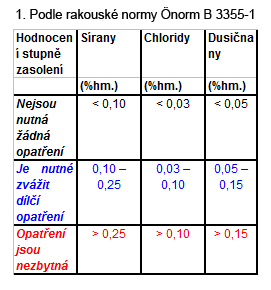 1. Podle rakouské normy Önorm B 3355-1
Hodnocen Sírany Chloridy Dusična
í stupně ny
zasolení
(%hm.) (%hm.) (%hm.)
Nejsou < 0,10 < 0,03 < 0,05
nutná
žádná
opatření
Je nutné 0,10 – 0,03 – 0,05 –
zvážit 0,25 0,10 0,15
dílčí
opatření
Opatření > 0,25 > 0,10 > 0,15
jsou
nezbytná